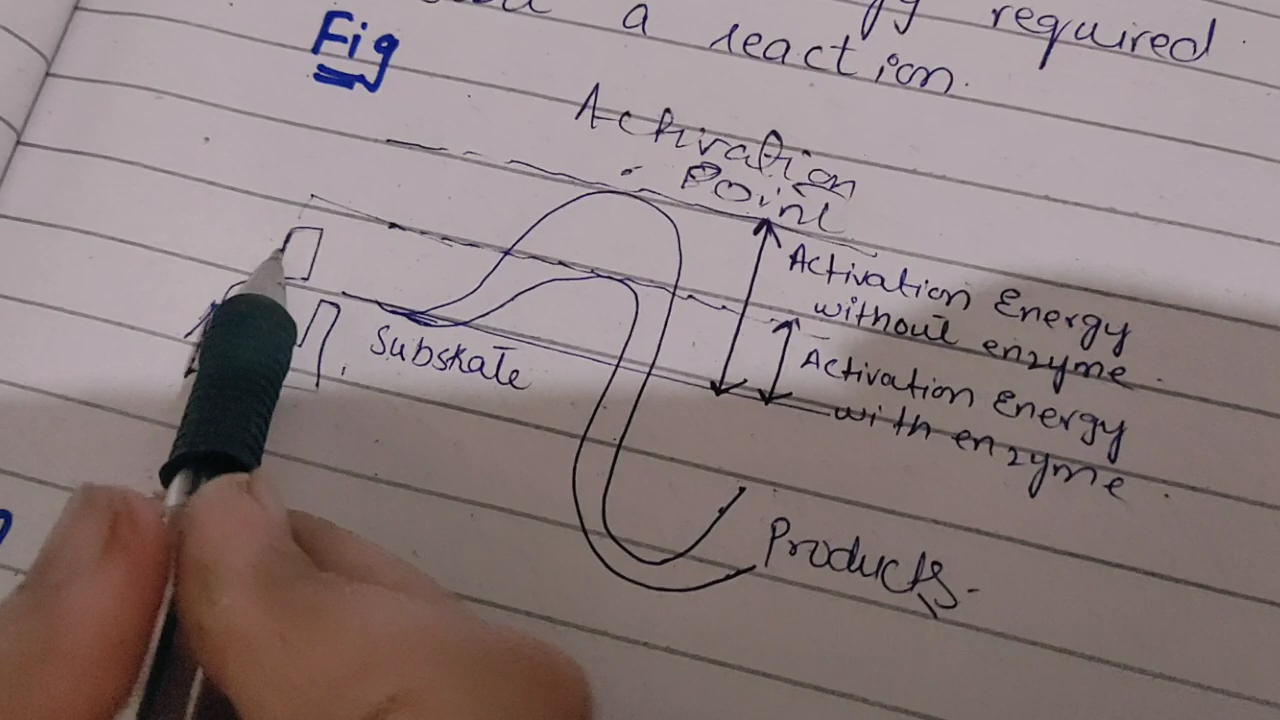 a reaction.
required
Fig
Activation
Point
Activation Energy
without enzyme.
Substrate
Activation Energy
with enzyme.
Products.